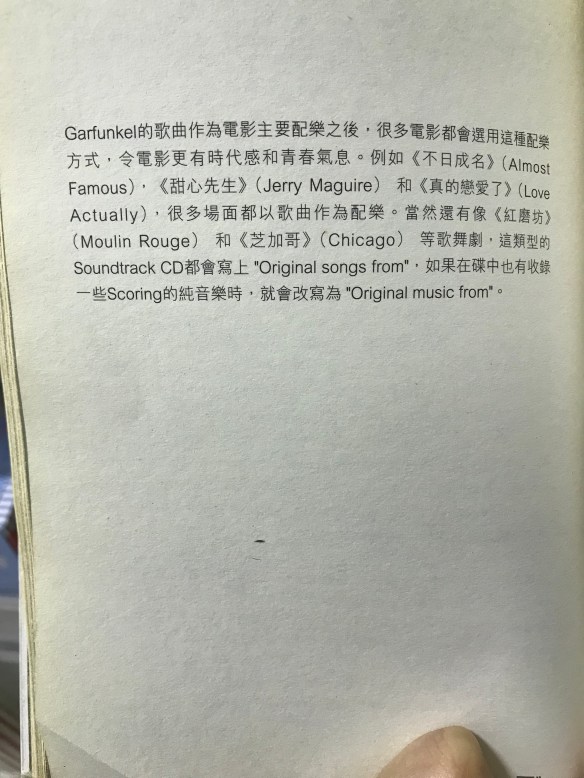 Garfunkel的歌曲作為電影主要配樂之後，很多電影都會選用這種配樂
方式，令電影更有時代感和青春氣息。例如《不日成名》（Almost
Famous），《甜心先生》（Jerry Maguire） 和《真的戀愛了》（Love
Actually），很多場面都以歌曲作為配樂。當然還有像《紅磨坊》
（Moulin Rouge） 和《芝加哥》（Chicago） 等歌舞劇，這類型的
Soundtrack CD都會寫上 "Original songs from"，如果在碟中也有收錄
一些Scoring的純音樂時，就會改寫為 "Original music from"。